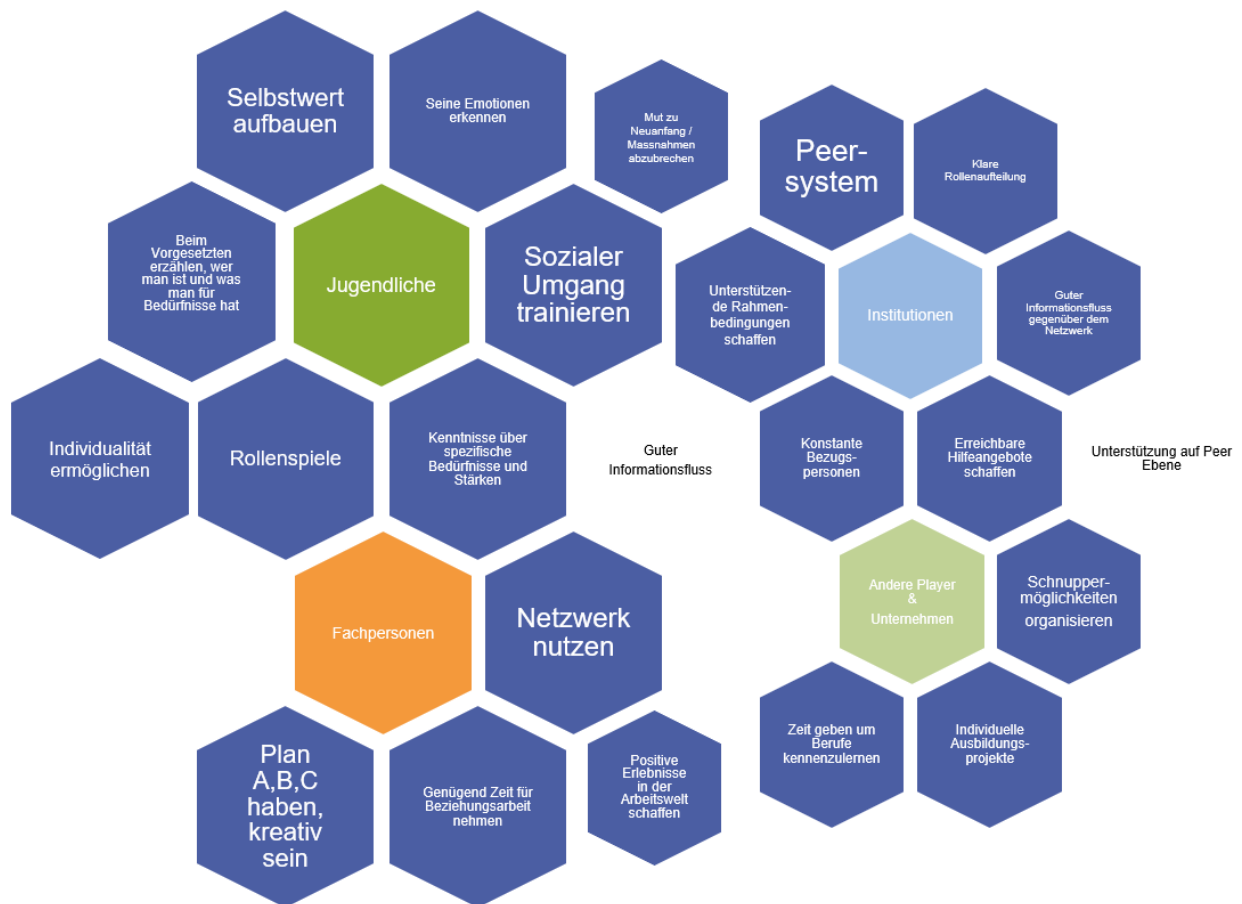 Selbstwert
aufbauen
Seine Emotionen
erkennen
Mut zu
Neuanfang /
Massnahmen
abzubrechen
Peer-
system
Klare
Rollenaufteilung
Beim
Vorgesetzten
erzählen, wer
man ist und was
man für
Bedürfnisse hat
Jugendliche
Sozialer
Umgang
trainieren
Unterstützen-
de Rahmen-
bedingungen
schaffen
Institutionen
Guter
Informationsfluss
gegenüber dem
Netzwerk
Individualität
ermöglichen
Rollenspiele
Kenntnisse über
spezifische
Bedürfnisse und
Stärken
Guter
Informationsfluss
Konstante
Bezugs-
personen
Erreichbare
Hilfeangebote
schaffen
Unterstützung auf Peer
Ebene
Fachpersonen
Netzwerk
nutzen
Andere Player
&
Unternehmen
Schnupper-
möglichkeiten
organisieren
Plan
A,B,C
haben,
kreativ
sein
Genügend Zeit für
Beziehungsarbeit
nehmen
Positive
Erlebnisse
in der
Arbeitswelt
schaffen
Zeit geben um
Berufe
kennenzulernen
Individuelle
Ausbildungs-
projekte